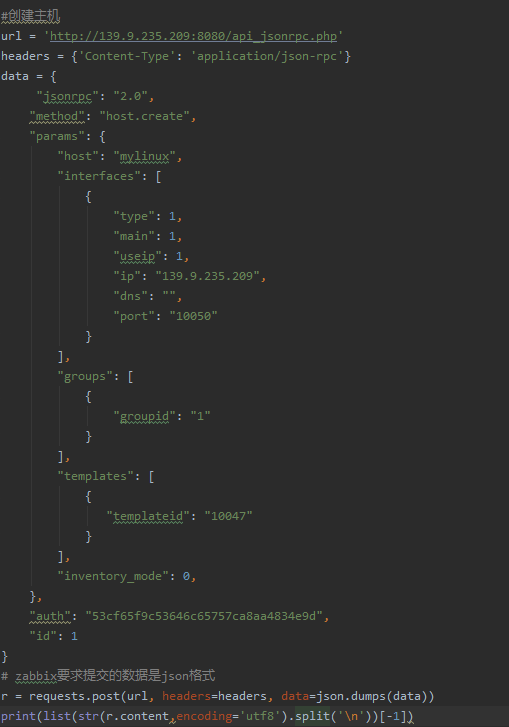 #创建主机
url = 'http://139.9.235.209:8080/api_jsonrpc.php'
headers = {'Content-Type': 'application/json-rpc'}
data = {
"jsonrpc": "2.0",
"method": "host.create",
"params": {
"host": "mylinux",
"interfaces": [
{
"type": 1,
"main": 1,
"useip": 1,
"ip": "139.9.235.209",
"dns": "",
"port": "10050"
}
],
"groups": [
{
"groupid": "1"
}
],
"templates": [
{
"templateid": "10047"
}
],
"inventory_mode": 0,
},
"auth": "53cf65f9c53646c65757ca8aa4834e9d",
"id": 1
}
# zabbix要求提交的数据是json格式
r = requests.post(url, headers=headers, data=json.dumps(data))
print(list(str(r.content,encoding='utf8').split('\n'))[-1])